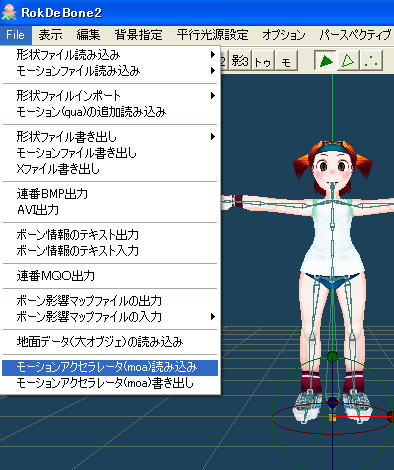 RokDeBone2
File 表示 編集 背景指定 平行光源設定 オプション パースペクティブ
影3 トゥ モ
形状ファイル読み込み
モーションファイル読み込み
形状ファイルインポート
モーション(qua)の追加読み込み
形状ファイル書き出し
モーションファイル書き出し
Xファイル書き出し
連番BMP出力
AVI出力
ボーン情報のテキスト出力
ボーン情報のテキスト入力
連番MQO出力
ボーン影響マップファイルの出力
ボーン影響マップファイルの入力
地面データ(六オブジェ)の読み込み
モーションアクセラレータ(moa)読み込み
モーションアクセラレータ(moa)書き出し